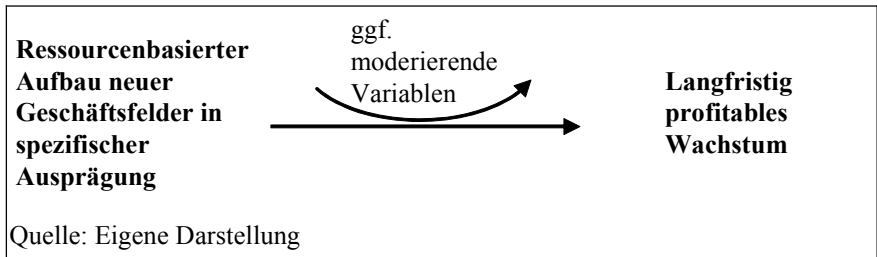 Ressourcenbasierter
Aufbau neuer
Geschäftsfelder in
spezifischer
Ausprägung
ggf.
moderierende
Variablen
Langfristig
profitables
Wachstum
Quelle: Eigene Darstellung